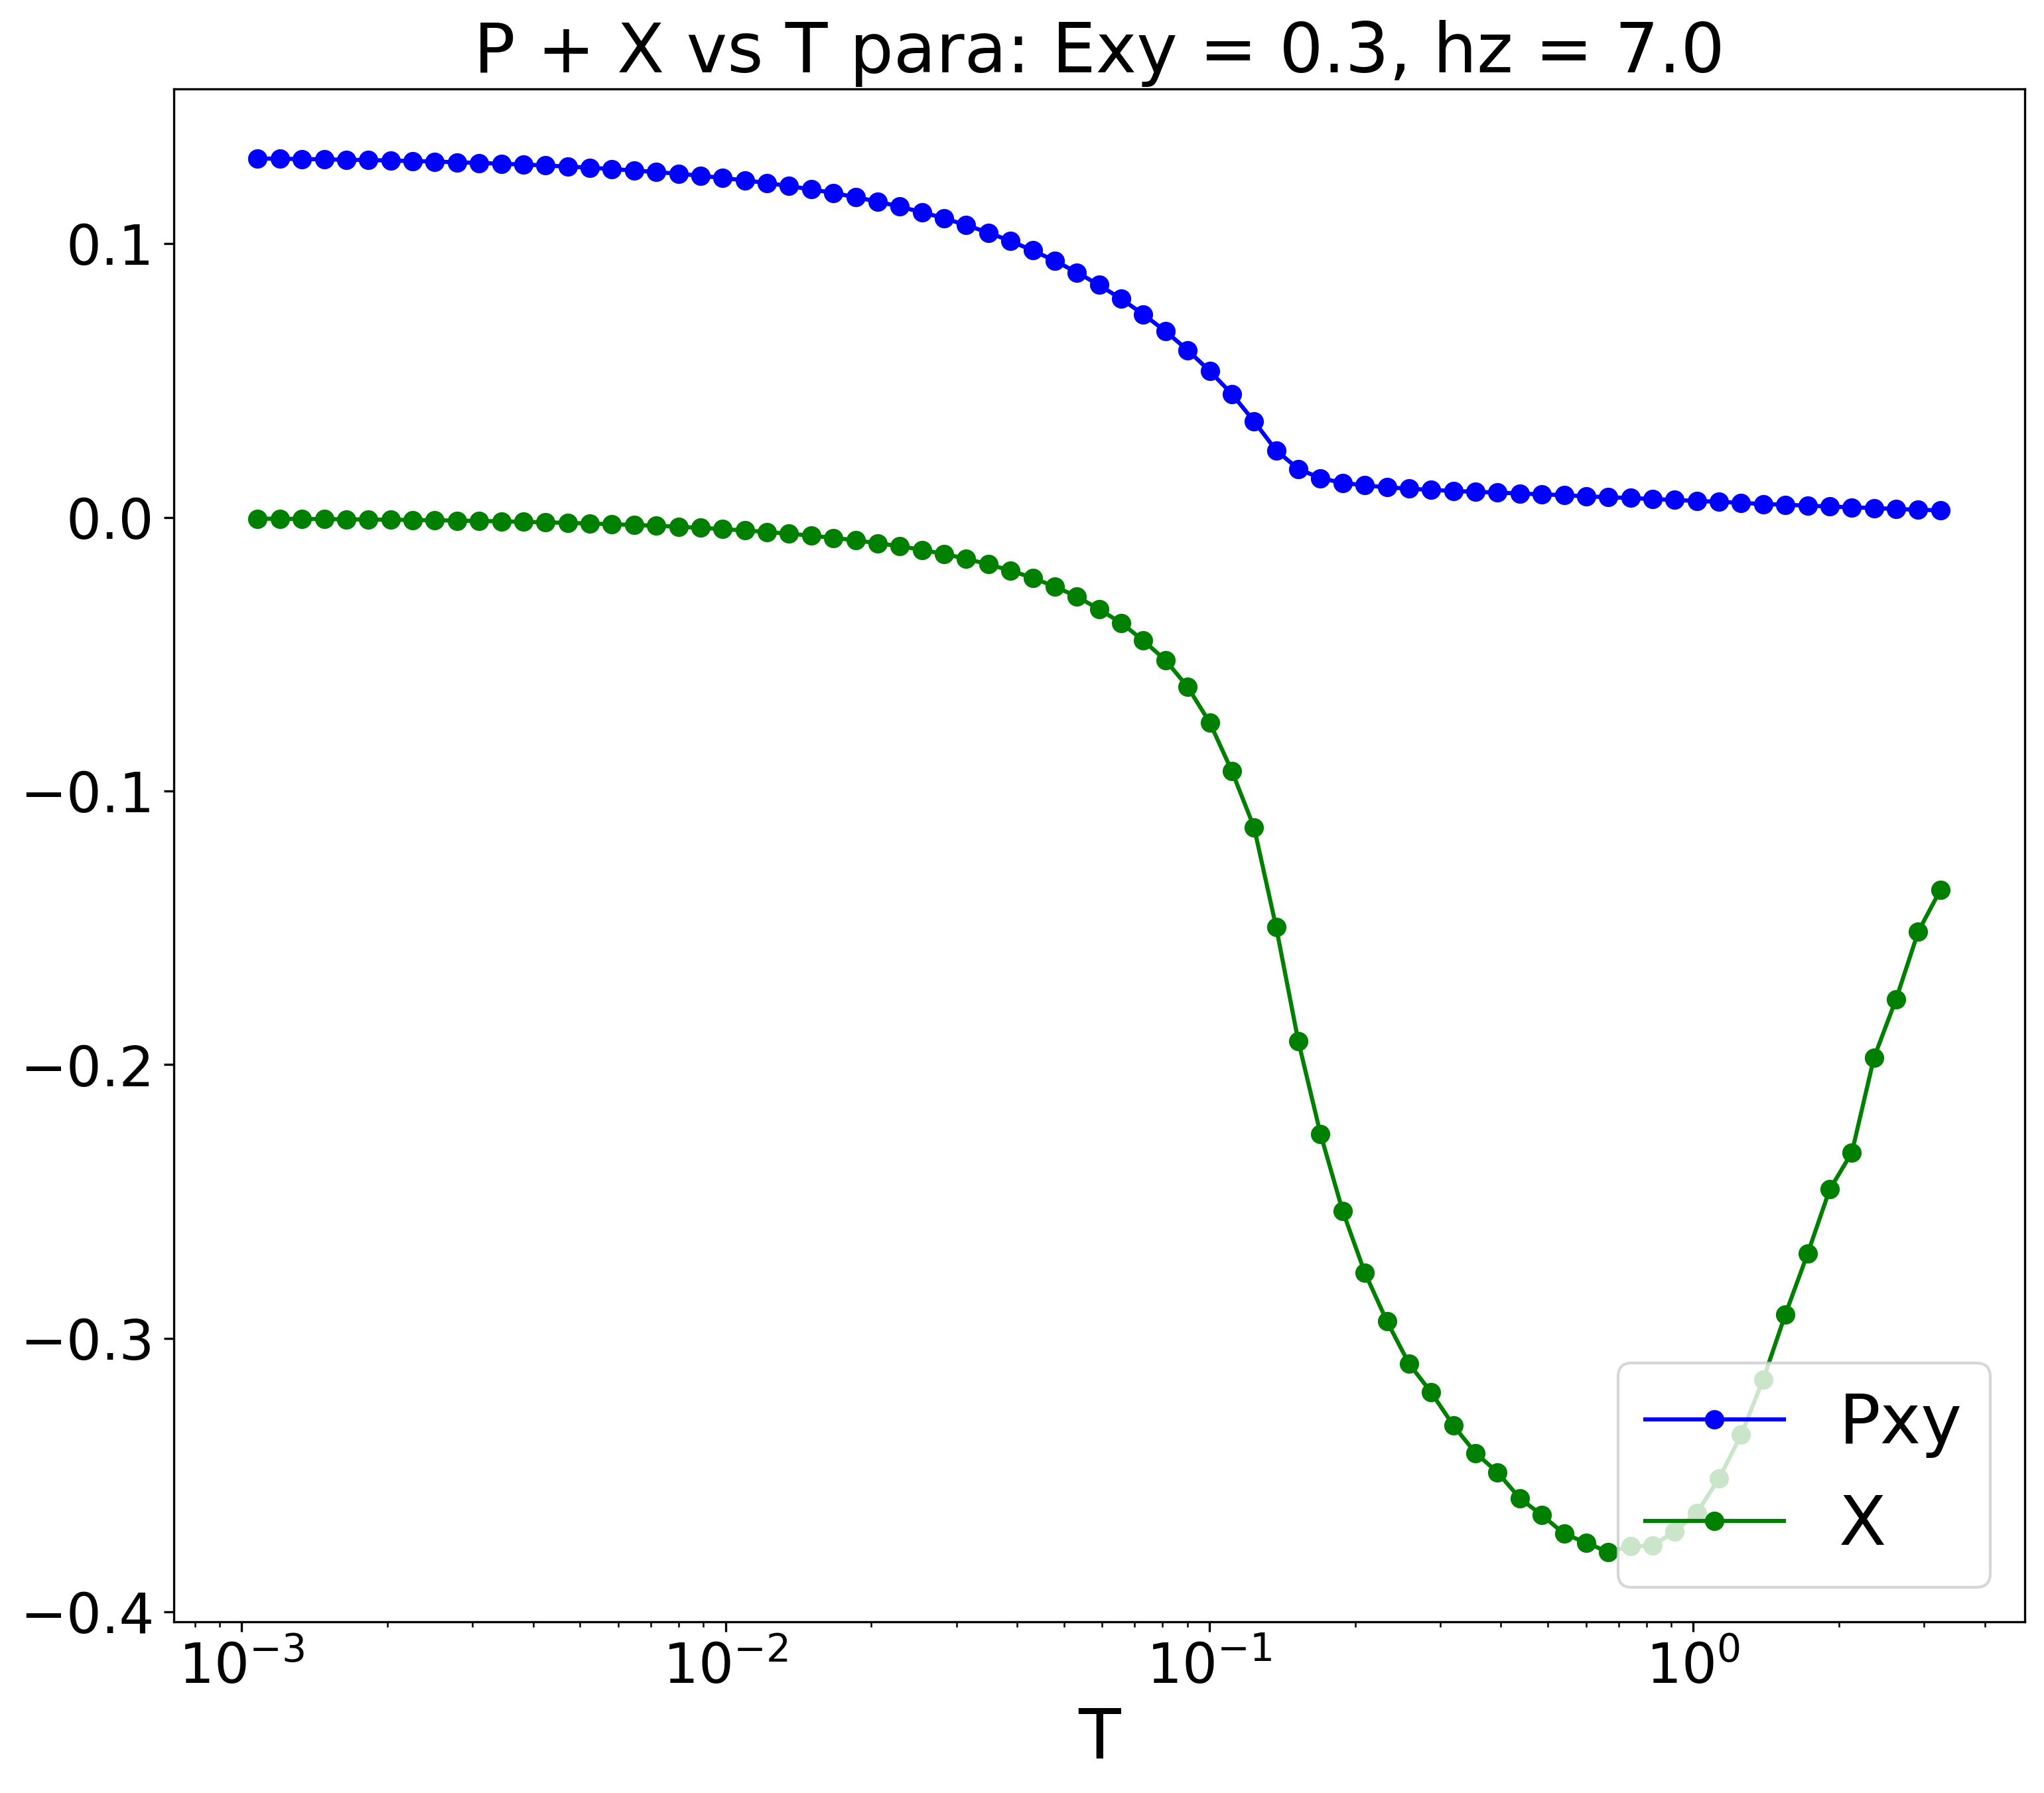 P + X vs T para: Exy = 0.3, hz = 7.0
0.1
0.0
−0.1
−0.2
−0.3
−0.4
Pxy
X
10⁻³ 10⁻² 10⁻¹ 10⁰
T